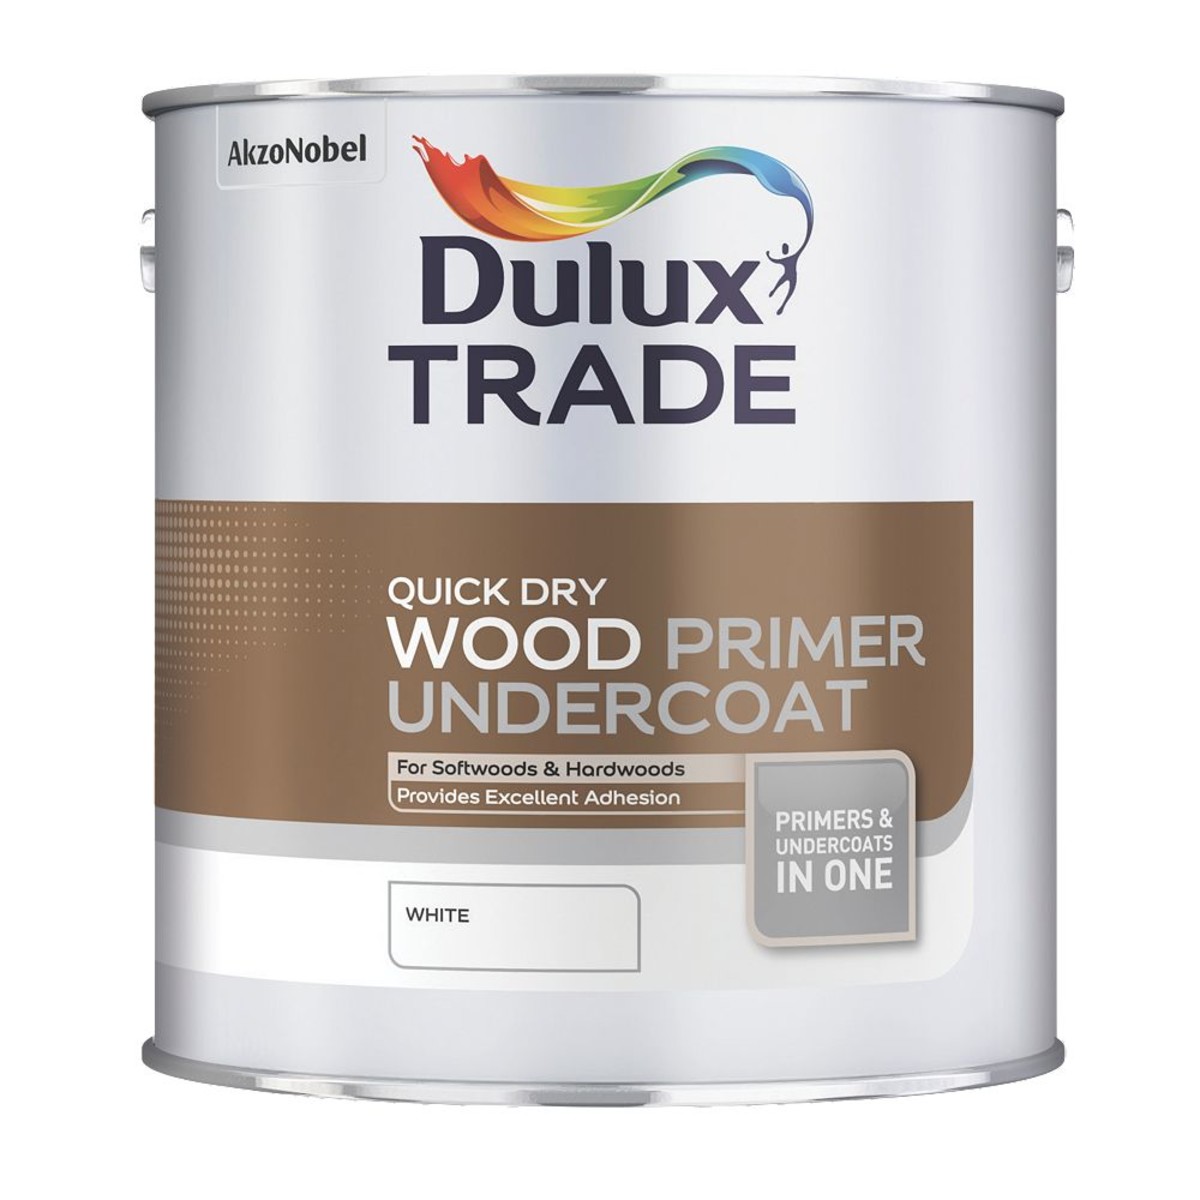 AkzoNobel
Dulux
TRADE
QUICK DRY
WOOD PRIMER
UNDERCOAT
For Softwoods & Hardwoods
Provides Excellent Adhesion
PRIMERS &
UNDERCOATS
IN ONE
WHITE